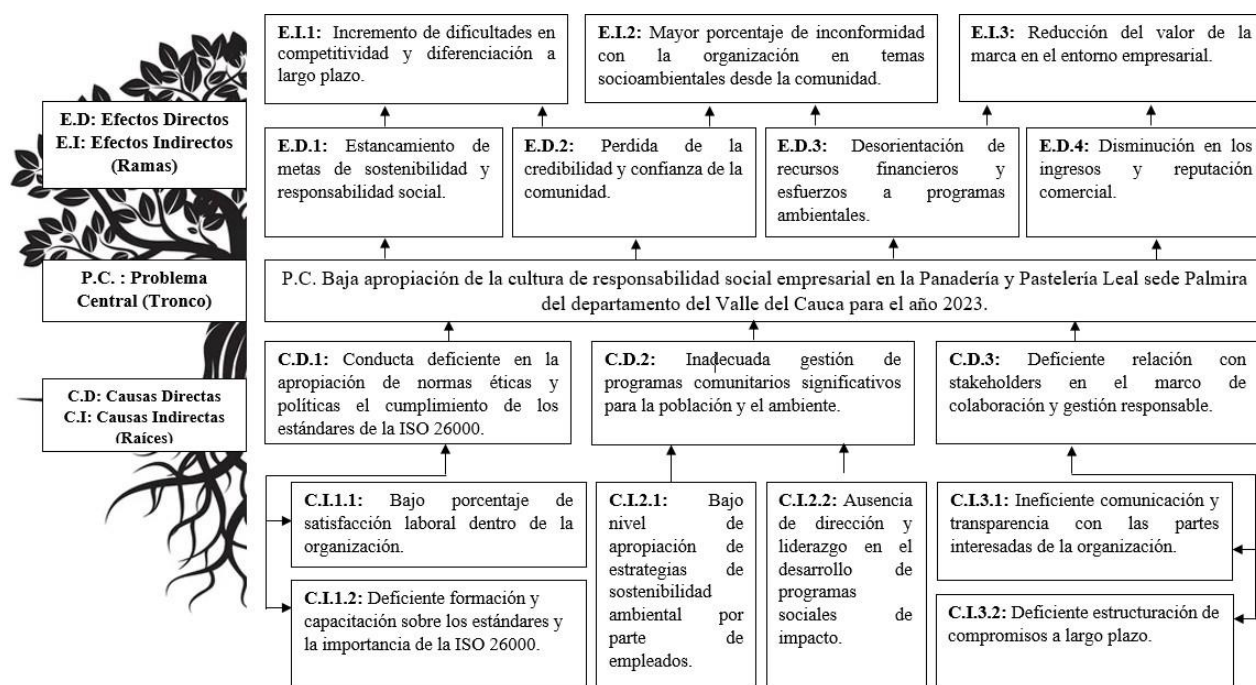 E.I.1: Incremento de dificultades en
competitividad y diferenciación a
largo plazo.
E.I.2: Mayor porcentaje de inconformidad
con la organización en temas
socioambientales desde la comunidad.
E.I.3: Reducción del valor de la
marca en el entorno empresarial.
E.D: Efectos Directos
E.I: Efectos Indirectos
(Ramas)
E.D.1: Estancamiento de
metas de sostenibilidad y
responsabilidad social.
E.D.2: Perdida de la
credibilidad y confianza de la
comunidad.
E.D.3: Desorientación de
recursos financieros y
esfuerzos a programas
ambientales.
E.D.4: Disminución en los
ingresos y reputación
comercial.
P.C. : Problema
Central (Tronco)
P.C. Baja apropiación de la cultura de responsabilidad social empresarial en la Panadería y Pastelería Leal sede Palmira
del departamento del Valle del Cauca para el año 2023.
C.D.1: Conducta deficiente en la
apropiación de normas éticas y
políticas el cumplimiento de los
estándares de la ISO 26000.
C.D.2: Inadecuada gestión de
programas comunitarios significativos
para la población y el ambiente.
C.D.3: Deficiente relación con
stakeholders en el marco de
colaboración y gestión responsable.
C.D: Causas Directas
C.I: Causas Indirectas
(Raíces)
C.I.1.1: Bajo porcentaje de
satisfacción laboral dentro de la
organización.
C.I.1.2: Deficiente formación y
capacitación sobre los estándares y
la importancia de la ISO 26000.
C.I.2.1: Bajo
nivel de
apropiación de
estrategias de
sostenibilidad
ambiental por
parte de
empleados.
C.I.2.2: Ausencia
de dirección y
liderazgo en el
desarrollo de
programas
sociales de
impacto.
C.I.3.1: Ineficiente comunicación y
transparencia con las partes
interesadas de la organización.
C.I.3.2: Deficiente estructuración de
compromisos a largo plazo.